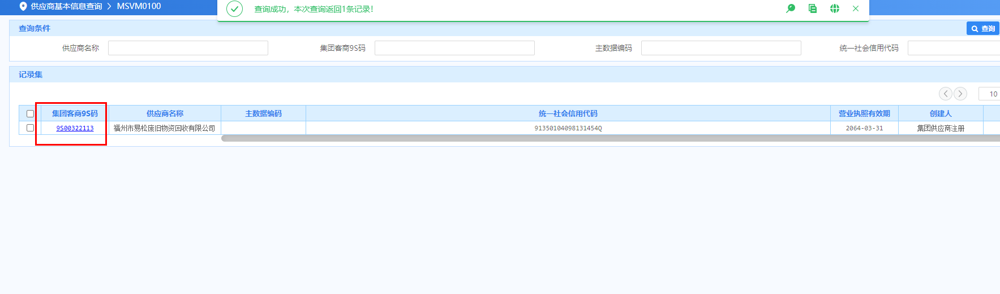 供应商基本信息查询 > MSVM0100
查询成功，本次查询返回1条记录!
查询条件
查询
供应商名称
集团客商9S码
主数据编码
统一社会信用代码
记录集
10
集团客商9S码 供应商名称 主数据编码 统一社会信用代码 营业执照有效期 创建人
9S00322113 福州市易松废旧物资回收有限公司 91350104098131454Q 2064-03-31 集团供应商注册